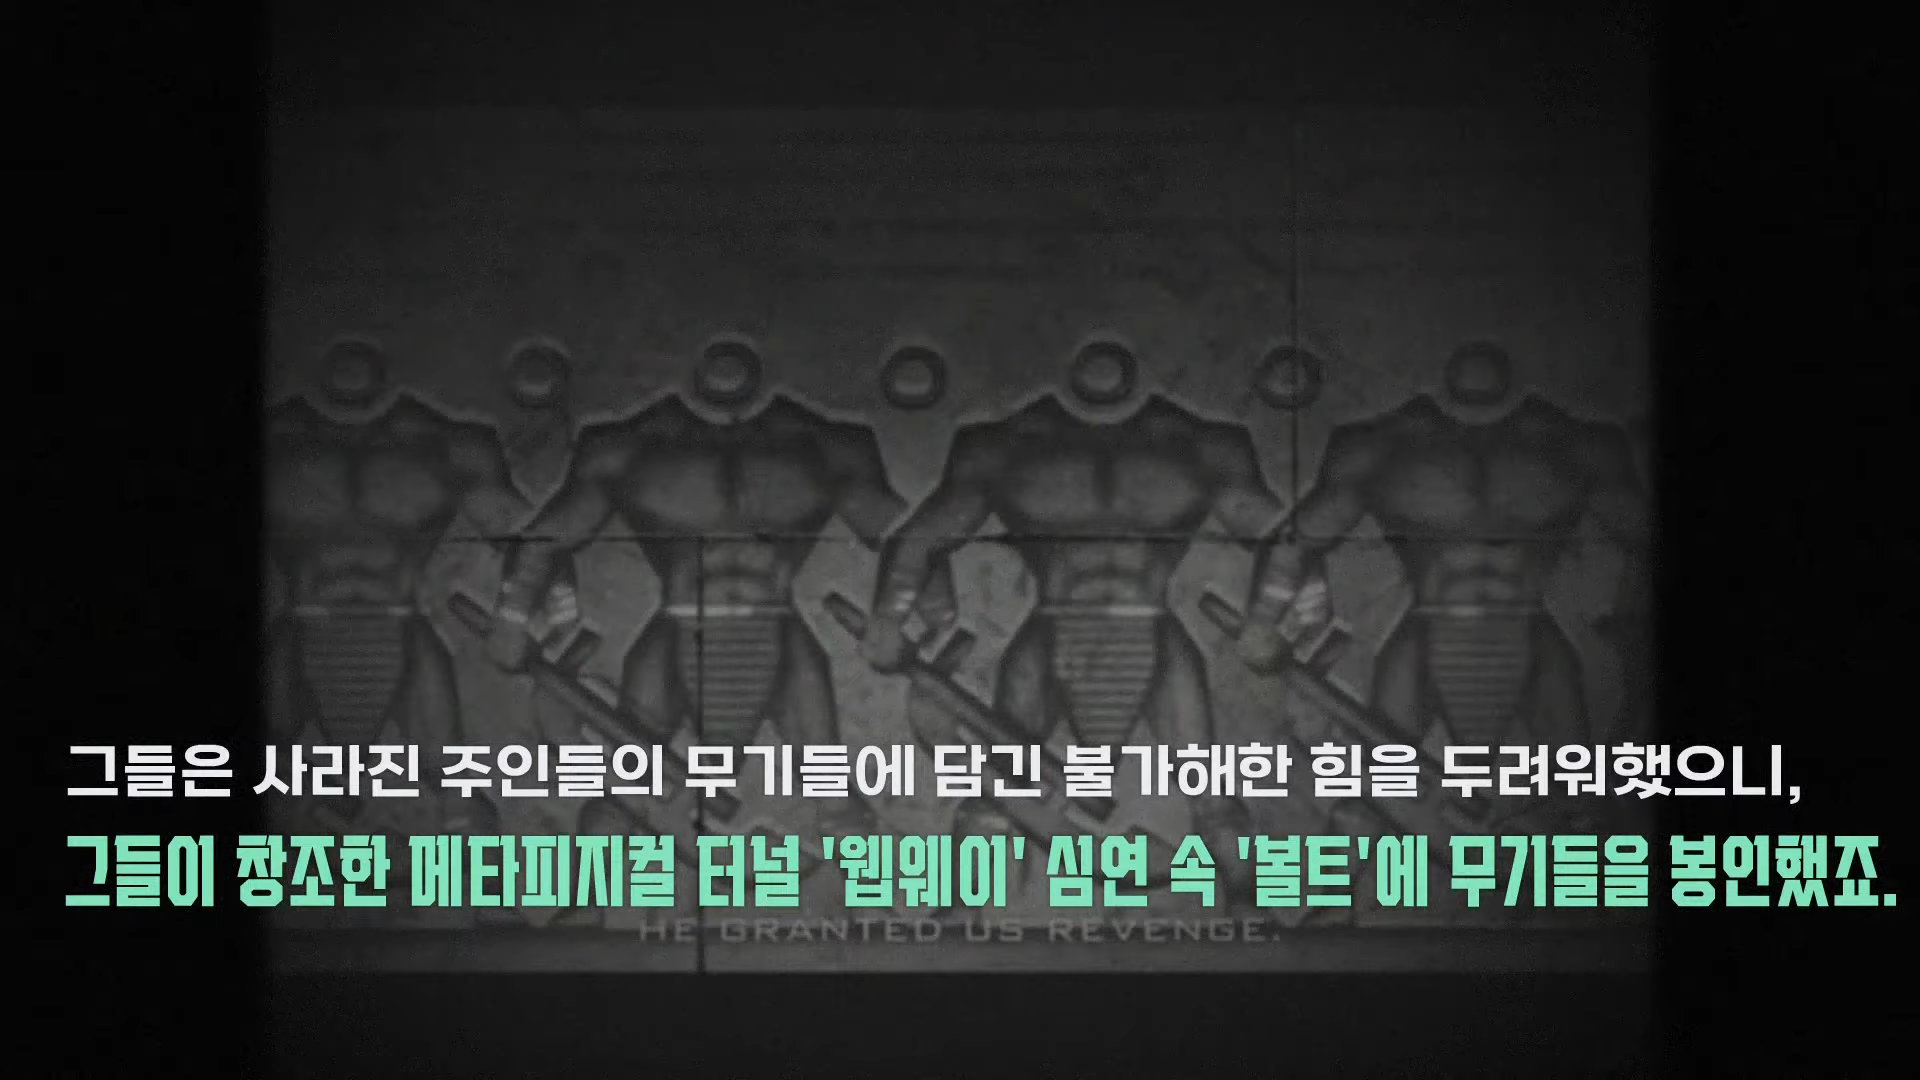 그들은 사라진 주인들의 무기들에 담긴 불가해한 힘을 두려워했으니,
그들이 창조한 메타피지컬 터널 '웹웨이' 심연 속 '볼트'에 무기들을 봉인했죠.
HE GRANTED US REVENGE.